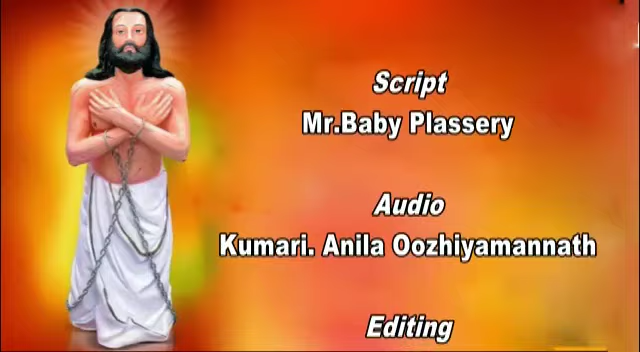 Script
Mr.Baby Plassery
Audio
Kumari. Anila Oozhiyamannath
Editing